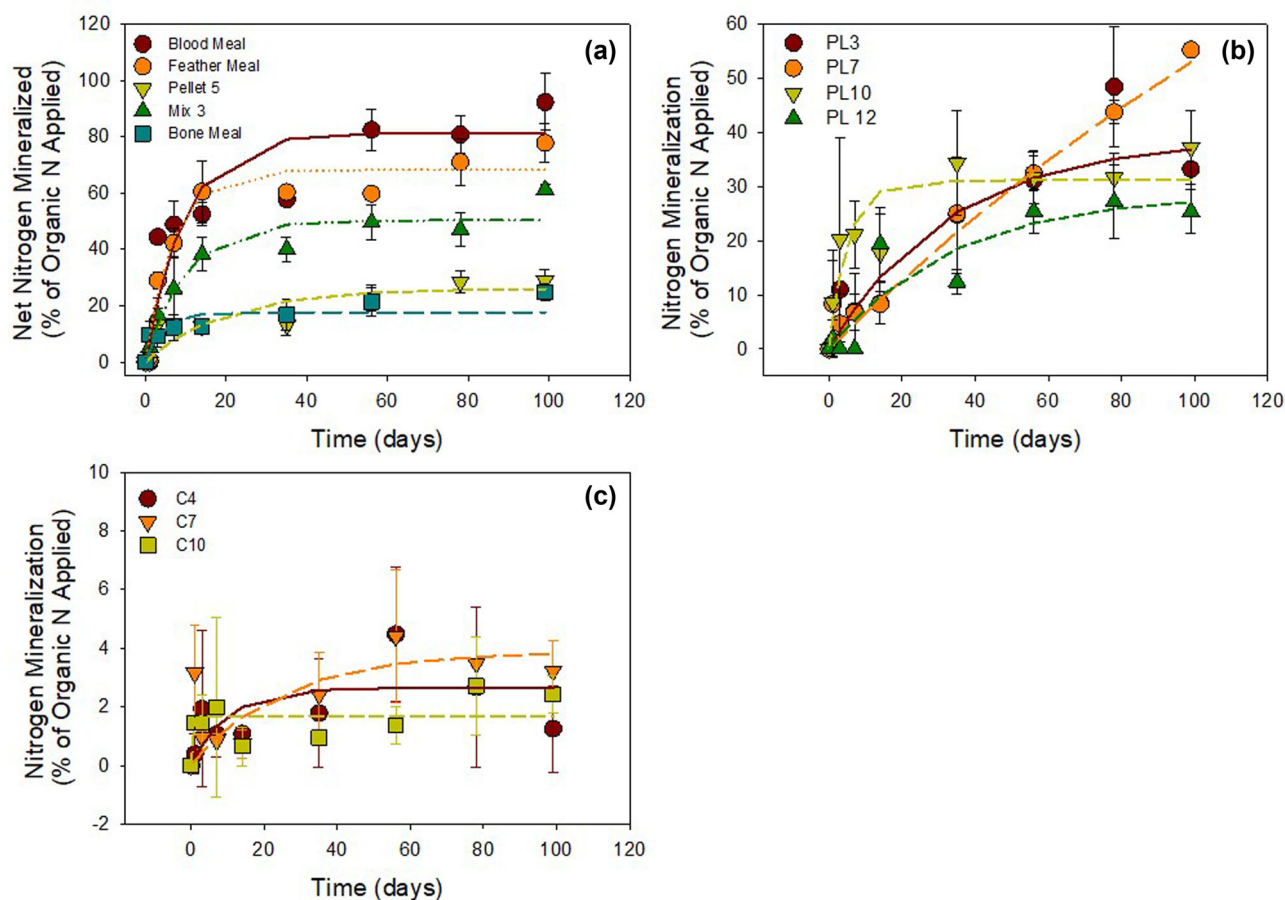 (a)
Blood Meal
Feather Meal
Pellet 5
Mix 3
Bone Meal
Net Nitrogen Mineralized
(% of Organic N Applied)
120
100
80
60
40
20
0
0 20 40 60 80 100 120
Time (days)
(b)
PL3
PL7
PL10
PL 12
Nitrogen Mineralization
(% of Organic N Applied)
60
50
40
30
20
10
0
0 20 40 60 80 100 120
Time (days)
(c)
C4
C7
C10
Nitrogen Mineralization
(% of Organic N Applied)
10
8
6
4
2
0
-2
0 20 40 60 80 100 120
Time (days)